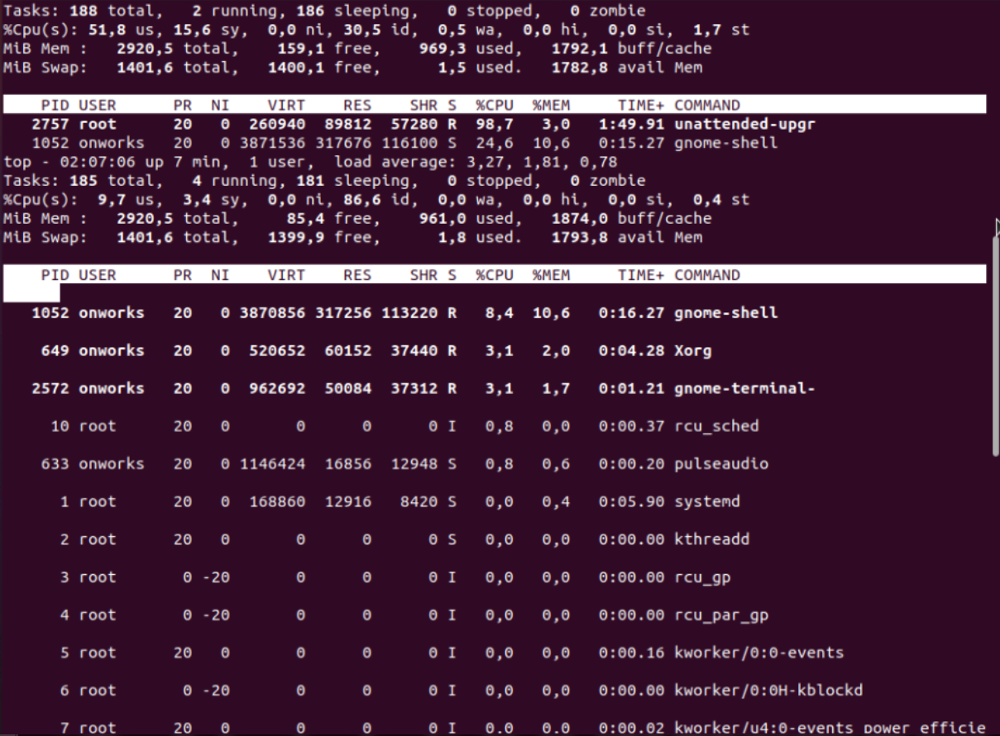 Tasks: 188 total,   2 running, 186 sleeping,   0 stopped,   0 zombie
%Cpu(s): 51,8 us, 15,6 sy,  0,0 ni, 30,5 id,  0,5 wa,  0,0 hi,  0,0 si,  1,7 st
MiB Mem :   2920,5 total,    159,1 free,    969,3 used,   1792,1 buff/cache
MiB Swap:   1401,6 total,   1400,1 free,      1,5 used.   1782,8 avail Mem
PID USER      PR  NI    VIRT    RES    SHR S  %CPU  %MEM     TIME+ COMMAND
2757 root      20   0  260940  89812  57280 R  98,7   3,0   1:49.91 unattended-upgr
1052 onworks   20   0 3871536 317676 116100 S  24,6  10,6   0:15.27 gnome-shell
top - 02:07:06 up 7 min,  1 user,  load average: 3,27, 1,81, 0,78
Tasks: 185 total,   4 running, 181 sleeping,   0 stopped,   0 zombie
%Cpu(s):  9,7 us,  3,4 sy,  0,0 ni, 86,6 id,  0,0 wa,  0,0 hi,  0,0 si,  0,4 st
MiB Mem :   2920,5 total,     85,4 free,    961,0 used,   1874,0 buff/cache
MiB Swap:   1401,6 total,   1399,9 free,      1,8 used.   1793,8 avail Mem
PID USER      PR  NI    VIRT    RES    SHR S  %CPU  %MEM     TIME+ COMMAND
1052 onworks   20   0 3870856 317256 113220 R   8,4  10,6   0:16.27 gnome-shell
649 onworks   20   0  520652  60152  37440 R   3,1   2,0   0:04.28 Xorg
2572 onworks   20   0  962692  50084  37312 R   3,1   1,7   0:01.21 gnome-terminal-
10 root      20   0       0      0      0 I   0,8   0,0   0:00.37 rcu_sched
633 onworks   20   0 1146424  16856  12948 S   0,8   0,6   0:00.20 pulseaudio
1 root      20   0  168860  12916   8420 S   0,0   0,4   0:05.90 systemd
2 root      20   0       0      0      0 S   0,0   0,0   0:00.00 kthreadd
3 root       0 -20       0      0      0 I   0,0   0,0   0:00.00 rcu_gp
4 root       0 -20       0      0      0 I   0,0   0,0   0:00.00 rcu_par_gp
5 root      20   0       0      0      0 I   0,0   0,0   0:00.16 kworker/0:0-events
6 root       0 -20       0      0      0 I   0,0   0,0   0:00.00 kworker/0:0H-kblockd
7 root      20   0       0      0      0 I   0,0   0,0   0:00.02 kworker/u4:0-events_power_efficie